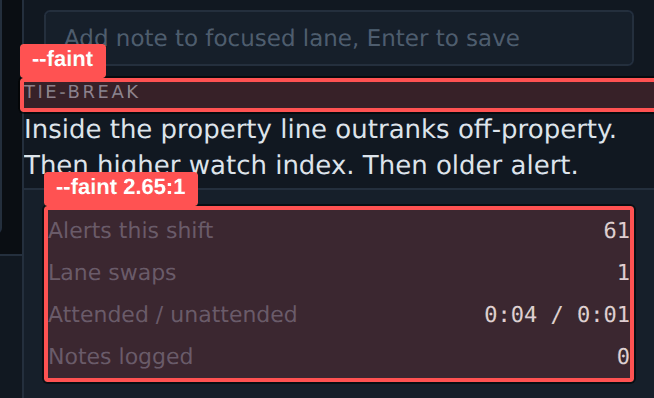 Add note to focused lane, Enter to save
--faint
TIE-BREAK
Inside the property line outranks off-property.
Then higher watch index. Then older alert.
--faint 2.65:1
Alerts this shift 61
Lane swaps 1
Attended / unattended 0:04 / 0:01
Notes logged 0